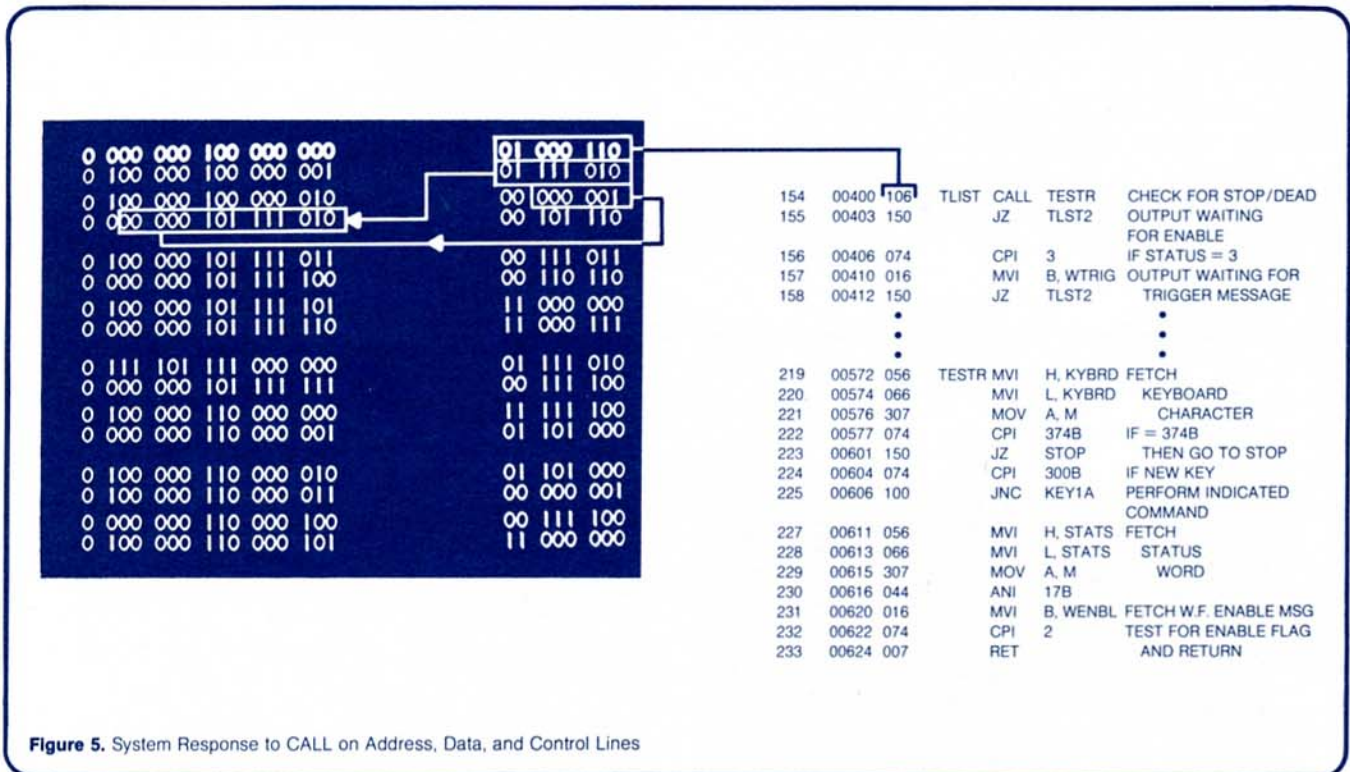 0 000 000 100 000 000 01 000 110
0 100 000 100 000 001 01 111 010
0 100 000 100 000 010 00 000 001
0 000 000 101 111 010 00 101 110
0 100 000 101 111 011 00 111 011
0 000 000 101 111 100 00 110 110
0 100 000 101 111 101 11 000 000
0 000 000 101 111 110 11 000 111
0 111 101 111 000 000 01 111 010
0 000 000 101 111 111 00 111 100
0 100 000 110 000 000 11 111 100
0 000 000 110 000 001 01 101 000
0 100 000 110 000 010 01 101 000
0 100 000 110 000 011 00 000 001
0 000 000 110 000 100 00 111 100
0 100 000 110 000 101 11 000 000
154 00400 106 TLIST CALL TESTR CHECK FOR STOP/DEAD
155 00403 150 JZ TLST2 OUTPUT WAITING
FOR ENABLE
156 00406 074 CPI 3 IF STATUS = 3
157 00410 016 MVI B, WTRIG OUTPUT WAITING FOR
158 00412 150 JZ TLST2 TRIGGER MESSAGE
• •
• •
• •
219 00572 056 TESTR MVI H, KYBRD FETCH
220 00574 066 MVI L, KYBRD KEYBOARD
221 00576 307 MOV A, M CHARACTER
222 00577 074 CPI 374B IF = 374B
223 00601 150 JZ STOP THEN GO TO STOP
224 00604 074 CPI 300B IF NEW KEY
225 00606 100 JNC KEY1A PERFORM INDICATED
COMMAND
227 00611 056 MVI H, STATS FETCH
228 00613 066 MVI L, STATS STATUS
229 00615 307 MOV A, M WORD
230 00616 044 ANI 17B
231 00620 016 MVI B, WENBL FETCH W.F. ENABLE MSG
232 00622 074 CPI 2 TEST FOR ENABLE FLAG
233 00624 007 RET AND RETURN
Figure 5. System Response to CALL on Address, Data, and Control Lines